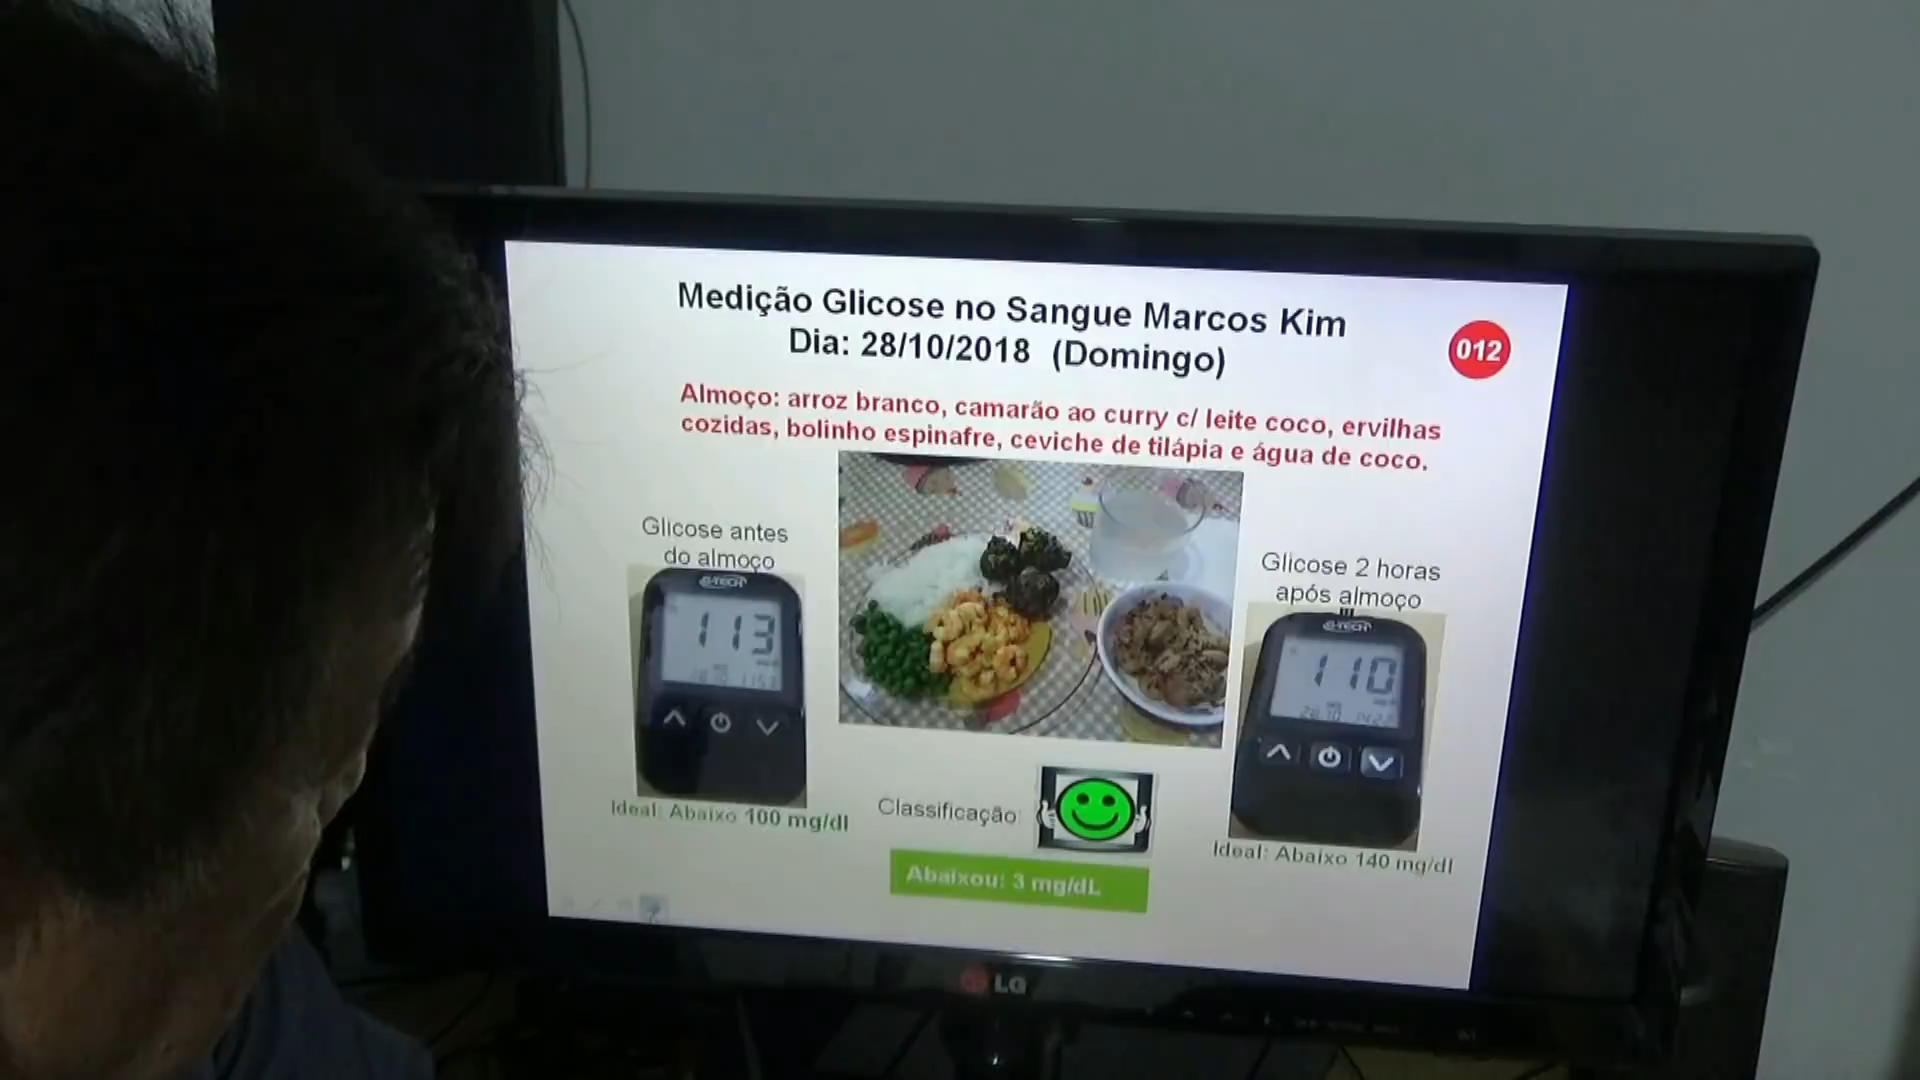 Medição Glicose no Sangue Marcos Kim
Dia: 28/10/2018 (Domingo)
012
Almoço: arroz branco, camarão ao curry c/ leite coco, ervilhas
cozidas, bolinho espinafre, ceviche de tilápia e água de coco.
Glicose antes
do almoço
G-TECH
113
Ideal: Abaixo 100 mg/dl
Glicose 2 horas
após almoço
G-TECH
110
Ideal: Abaixo 140 mg/dl
Classificação:
Abaixou: 3 mg/dL
LG